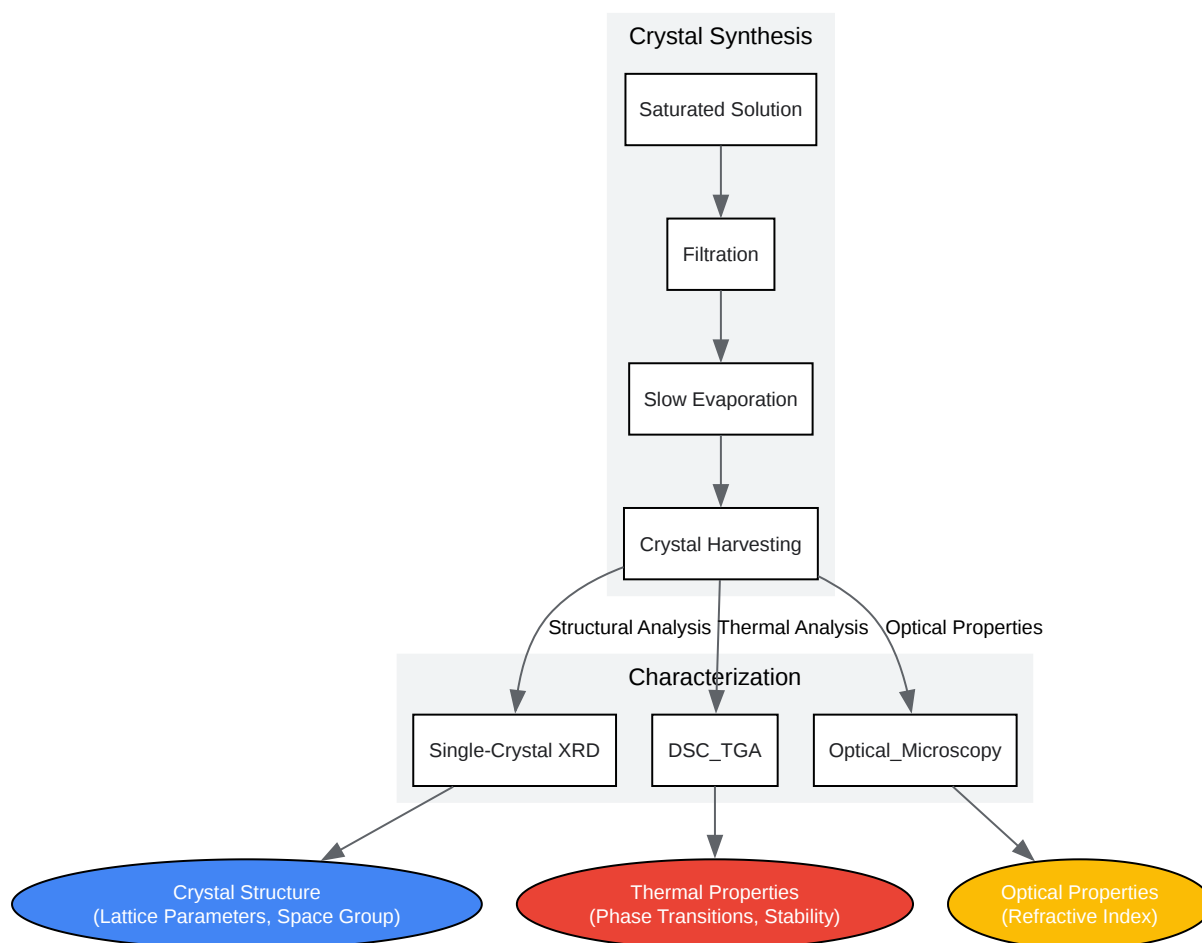 Crystal Synthesis
Saturated Solution
Filtration
Slow Evaporation
Crystal Harvesting
Structural Analysis
Thermal Analysis
Optical Properties
Characterization
Single-Crystal XRD
DSC_TGA
Optical_Microscopy
Crystal Structure
(Lattice Parameters, Space Group)
Thermal Properties
(Phase Transitions, Stability)
Optical Properties
(Refractive Index)